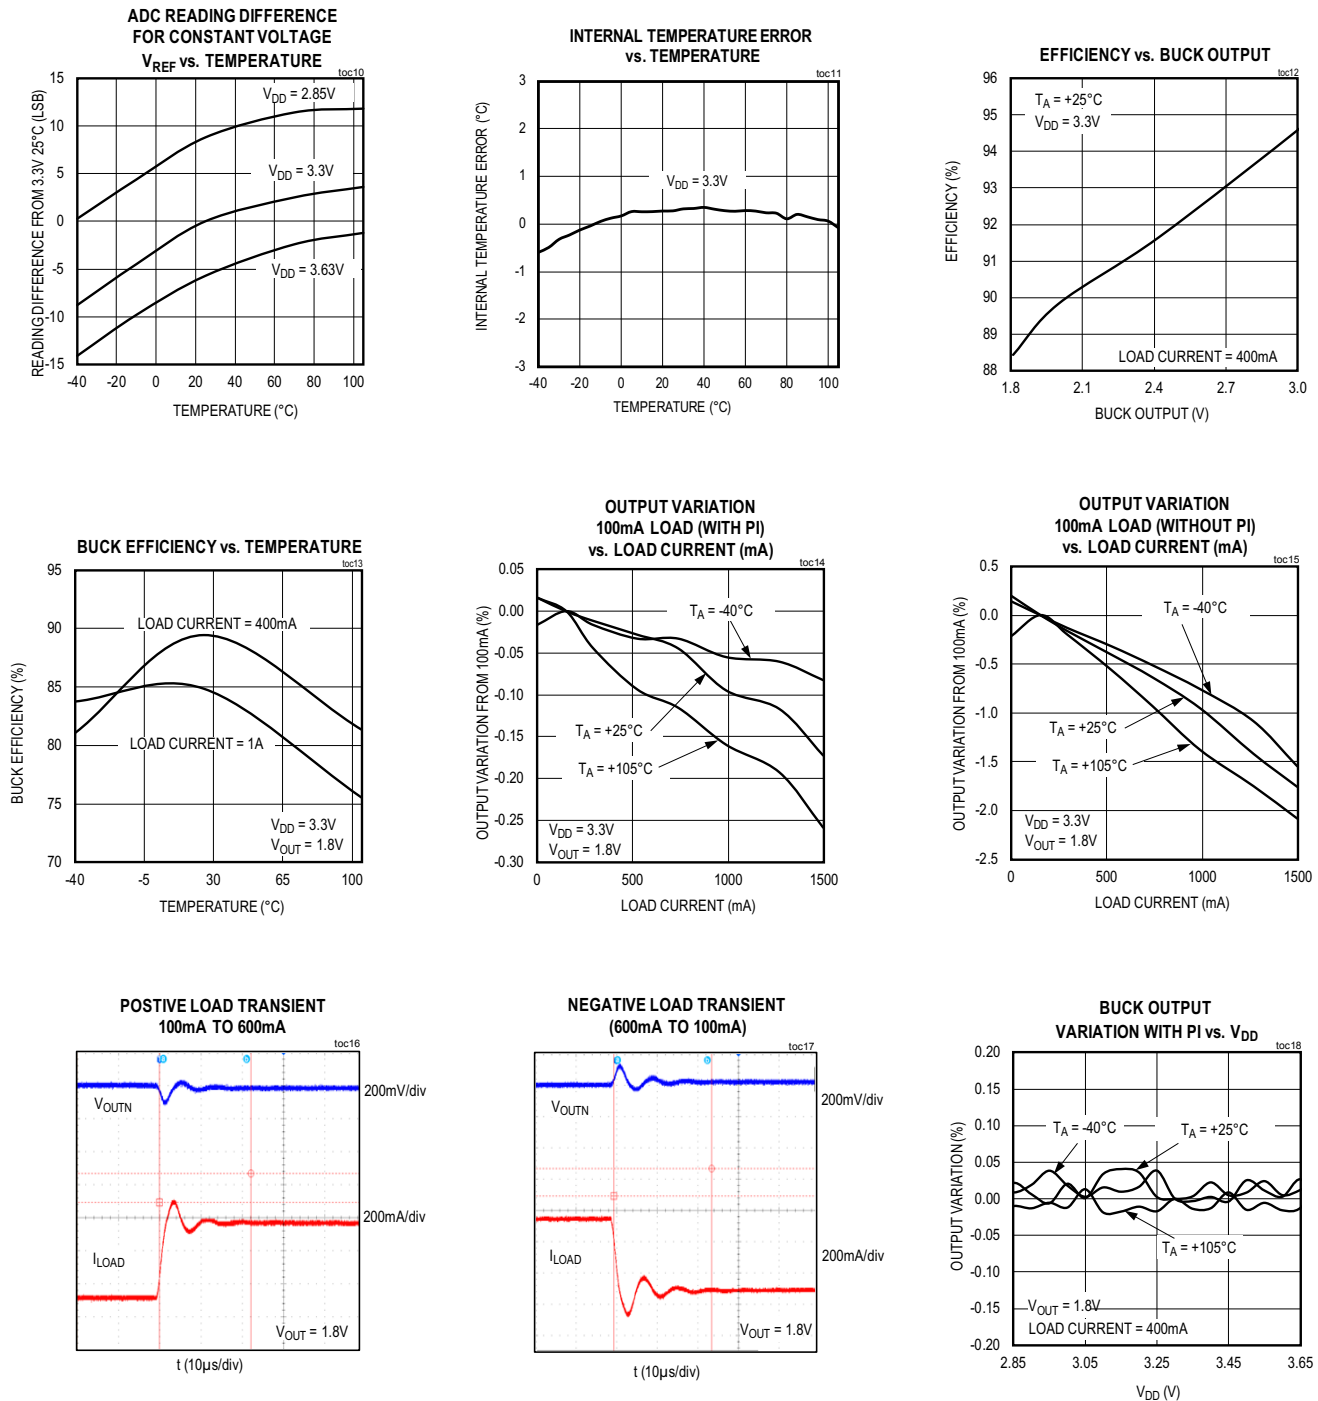 ADC READING DIFFERENCE
FOR CONSTANT VOLTAGE
VREF vs. TEMPERATURE
toc10
READING DIFFERENCE FROM 3.3V 25°C (LSB)
15
10
5
0
-5
-10
-15
VDD = 2.85V
VDD = 3.3V
VDD = 3.63V
-40 -20 0 20 40 60 80 100
TEMPERATURE (°C)
INTERNAL TEMPERATURE ERROR
vs. TEMPERATURE
toc11
INTERNAL TEMPERATURE ERROR (°C)
3
2
1
0
-1
-2
-3
VDD = 3.3V
-40 -20 0 20 40 60 80 100
TEMPERATURE (°C)
EFFICIENCY vs. BUCK OUTPUT
toc12
EFFICIENCY (%)
96
95
94
93
92
91
90
89
88
TA = +25°C
VDD = 3.3V
LOAD CURRENT = 400mA
1.8 2.1 2.4 2.7 3.0
BUCK OUTPUT (V)
BUCK EFFICIENCY vs. TEMPERATURE
toc13
BUCK EFFICIENCY (%)
95
90
85
80
75
70
LOAD CURRENT = 400mA
LOAD CURRENT = 1A
VDD = 3.3V
VOUT = 1.8V
-40 -5 30 65 100
TEMPERATURE (°C)
OUTPUT VARIATION
100mA LOAD (WITH PI)
vs. LOAD CURRENT (mA)
toc14
OUTPUT VARIATION FROM 100mA (%)
0.05
0.00
-0.05
-0.10
-0.15
-0.20
-0.25
-0.30
TA = -40°C
TA = +25°C
TA = +105°C
VDD = 3.3V
VOUT = 1.8V
0 500 1000 1500
LOAD CURRENT (mA)
OUTPUT VARIATION
100mA LOAD (WITHOUT PI)
vs. LOAD CURRENT (mA)
toc15
OUTPUT VARIATION FROM 100mA (%)
0.5
0.0
-0.5
-1.0
-1.5
-2.0
-2.5
TA = -40°C
TA = +25°C
TA = +105°C
VDD = 3.3V
VOUT = 1.8V
0 500 1000 1500
LOAD CURRENT (mA)
POSTIVE LOAD TRANSIENT
100mA TO 600mA
toc16
VOUTN
200mV/div
200mA/div
ILOAD
VOUT = 1.8V
t (10µs/div)
NEGATIVE LOAD TRANSIENT
(600mA TO 100mA)
toc17
VOUTN
200mV/div
ILOAD
200mA/div
VOUT = 1.8V
t (10µs/div)
BUCK OUTPUT
VARIATION WITH PI vs. VDD
toc18
OUTPUT VARIATION (%)
0.20
0.15
0.10
0.05
0.00
-0.05
-0.10
-0.15
-0.20
TA = -40°C
TA = +25°C
TA = +105°C
VOUT = 1.8V
LOAD CURRENT = 400mA
2.85 3.05 3.25 3.45 3.65
VDD (V)